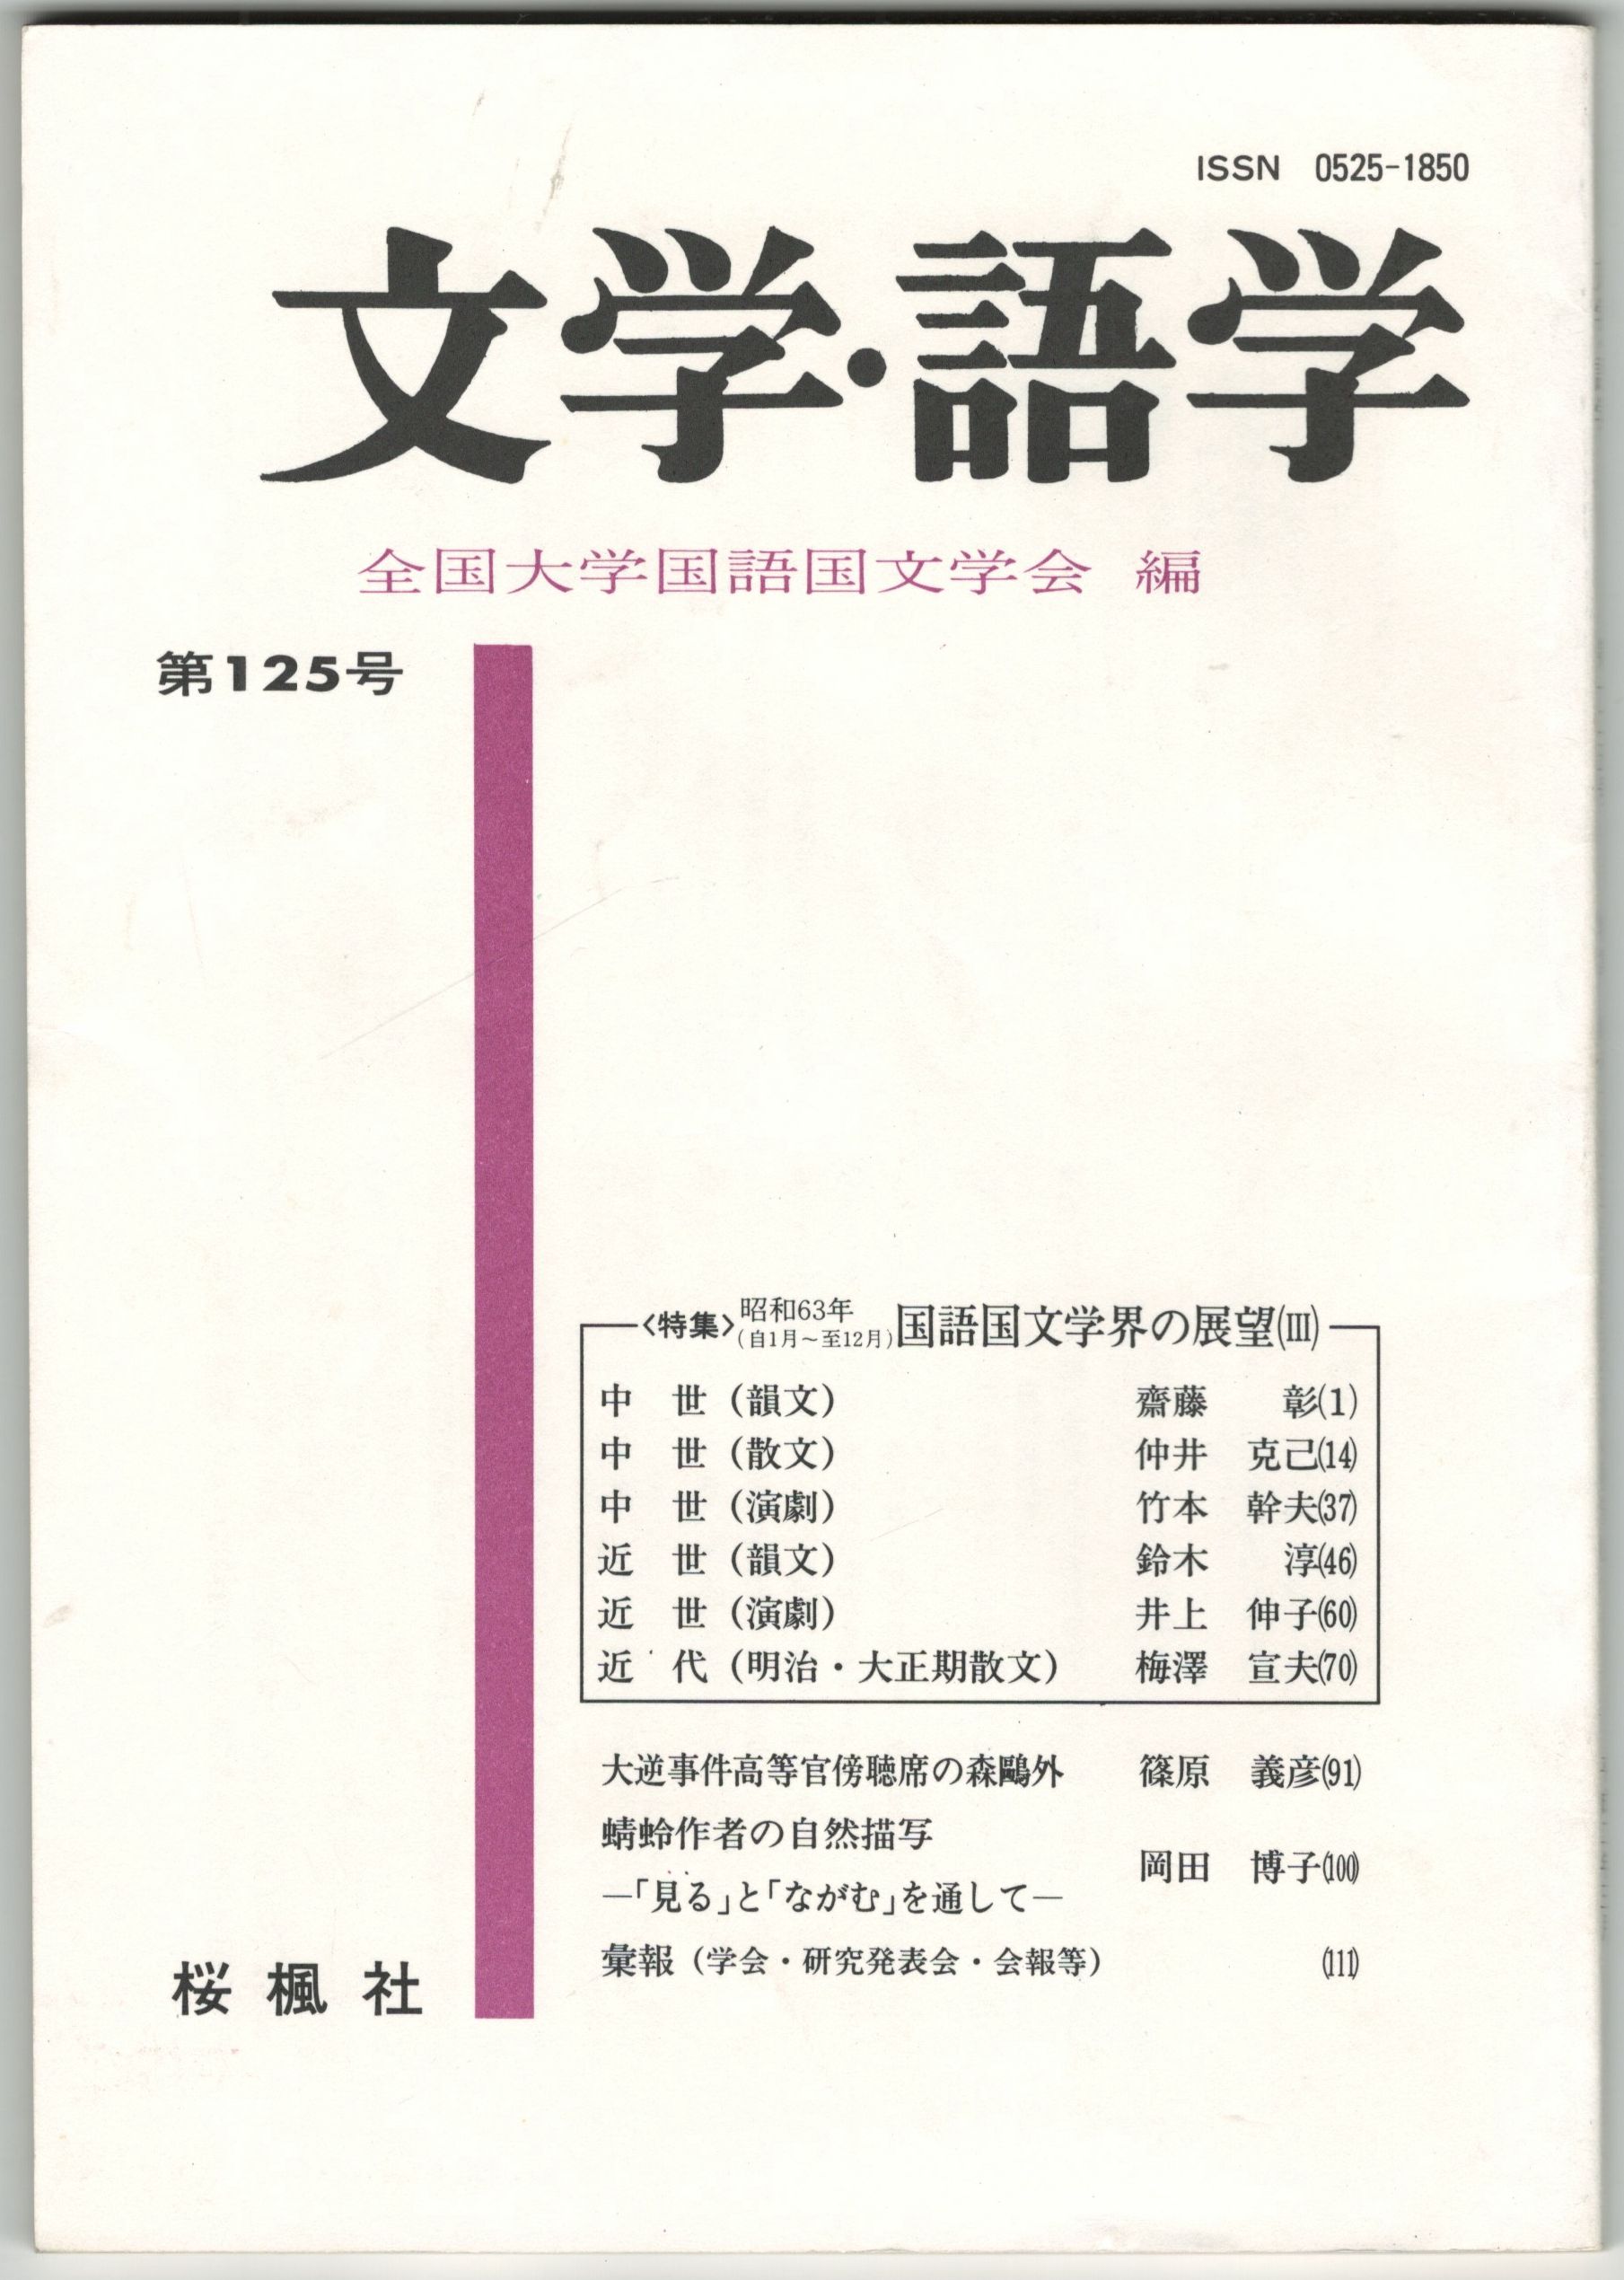 ISSN 0525-1850
文学・語学
全国大学国語国文学会 編
第125号
〈特集〉昭和63年(自1月〜至12月)国語国文学界の展望(Ⅲ)
中　世（韻文） 齋藤　　彰(1)
中　世（散文） 仲井　克己(14)
中　世（演劇） 竹本　幹夫(37)
近　世（韻文） 鈴木　　淳(46)
近　世（演劇） 井上　伸子(60)
近　代（明治・大正期散文） 梅澤　宣夫(70)
大逆事件高等官傍聴席の森鷗外 篠原　義彦(91)
蜻蛉作者の自然描写
―「見る」と「ながむ」を通して― 岡田　博子(100)
彙報（学会・研究発表会・会報等） (111)
桜楓社